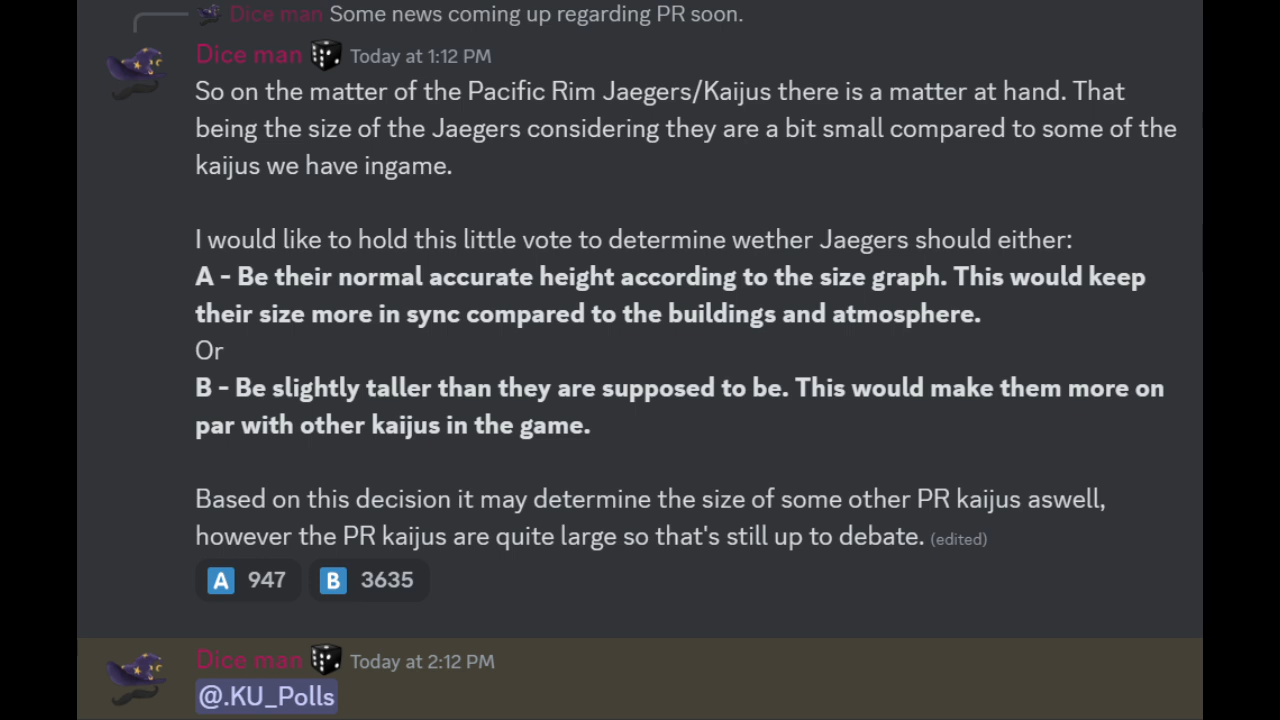 Dice man Some news coming up regarding PR soon.
Dice man Today at 1:12 PM
So on the matter of the Pacific Rim Jaegers/Kaijus there is a matter at hand. That
being the size of the Jaegers considering they are a bit small compared to some of the
kaijus we have ingame.
I would like to hold this little vote to determine wether Jaegers should either:
A - Be their normal accurate height according to the size graph. This would keep
their size more in sync compared to the buildings and atmosphere.
Or
B - Be slightly taller than they are supposed to be. This would make them more on
par with other kaijus in the game.
Based on this decision it may determine the size of some other PR kaijus aswell,
however the PR kaijus are quite large so that's still up to debate. (edited)
A 947 B 3635
Dice man Today at 2:12 PM
@.KU_Polls